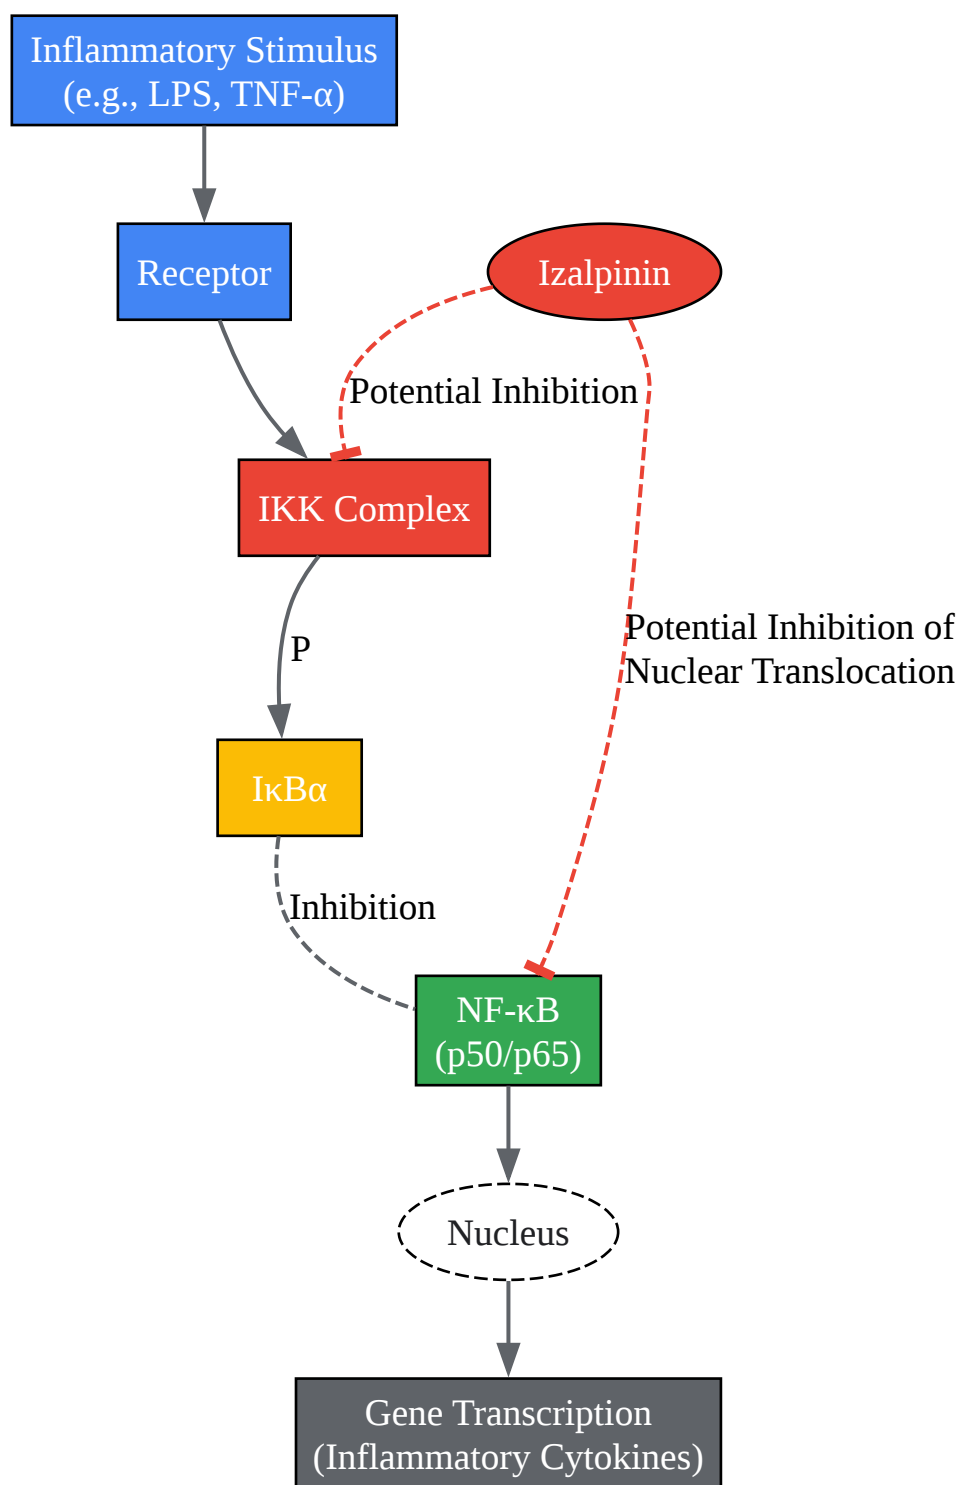 Inflammatory Stimulus
(e.g., LPS, TNF-α)
Receptor
Izalpinin
Potential Inhibition
IKK Complex
Potential Inhibition of
Nuclear Translocation
P
IκBα
Inhibition
NF-κB
(p50/p65)
Nucleus
Gene Transcription
(Inflammatory Cytokines)